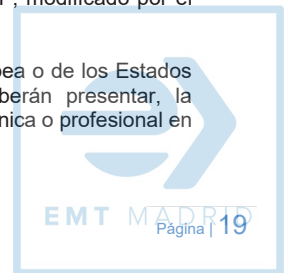 , modificado por el
pea o de los Estados
berán presentar, la
nica o profesional en
EMT MADRID
Página | 19